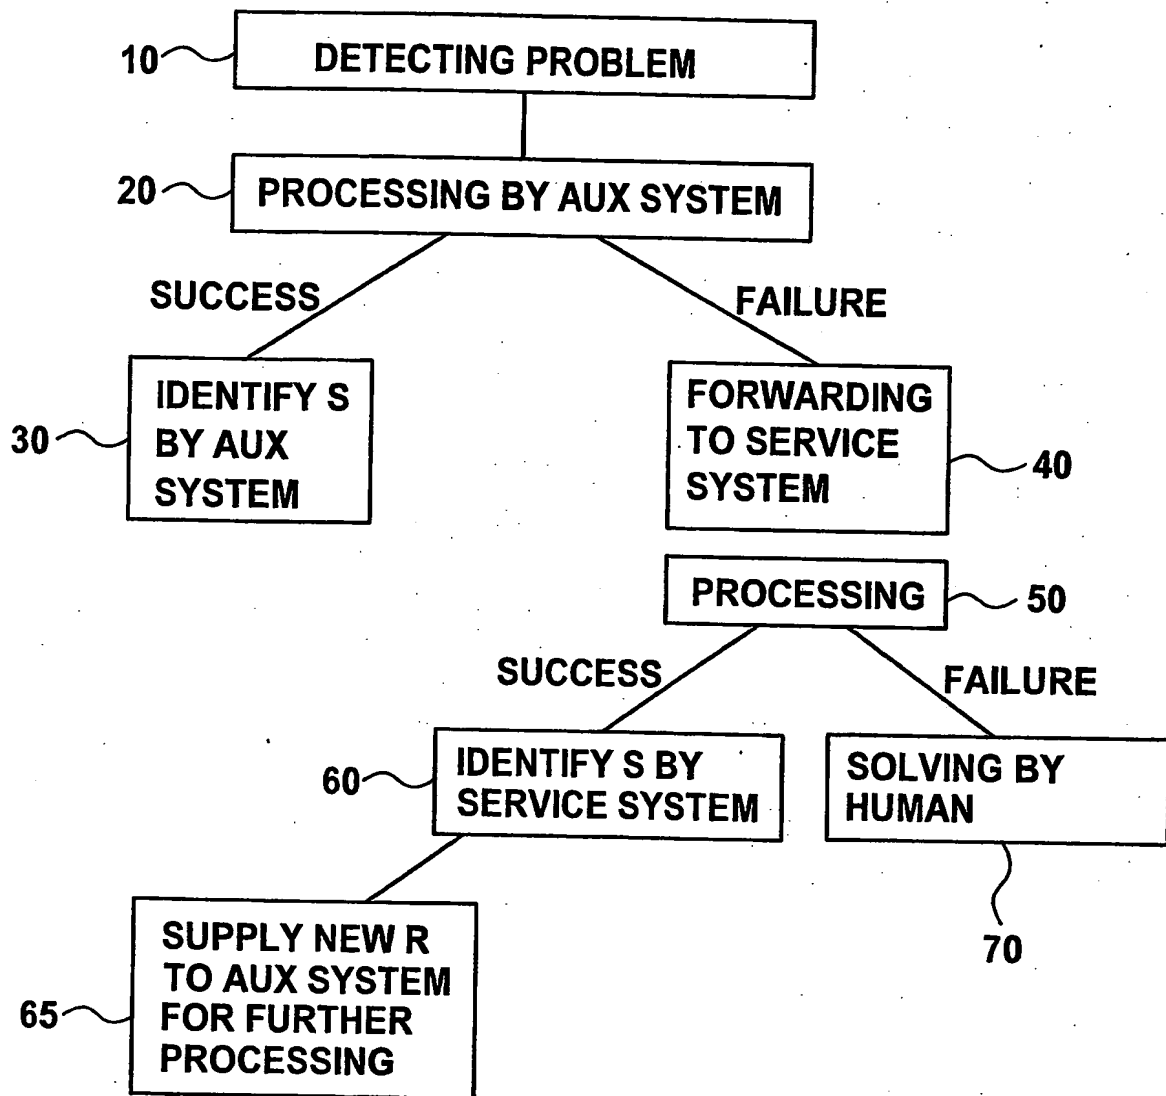 10
DETECTING PROBLEM
20
PROCESSING BY AUX SYSTEM
SUCCESS
FAILURE
30
IDENTIFY S
BY AUX
SYSTEM
FORWARDING
TO SERVICE
SYSTEM
40
PROCESSING
50
SUCCESS
FAILURE
60
IDENTIFY S BY
SERVICE SYSTEM
SOLVING BY
HUMAN
70
65
SUPPLY NEW R
TO AUX SYSTEM
FOR FURTHER
PROCESSING